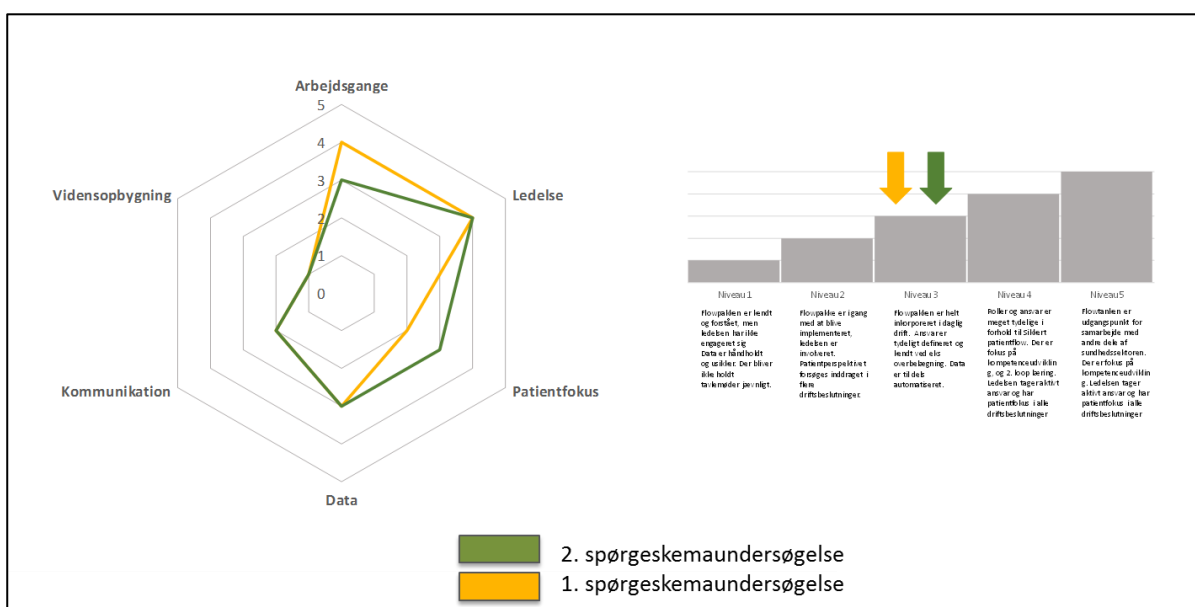 Arbejdsgange
5
4
3
2
1
0
Ledelse
Patientfokus
Data
Kommunikation
Vidensopbygning
Niveau 1
Flowpakken er kendt
og forstået, men
ledelsen har ikke
engageret sig
Data er håndholdt
og usikker. Der bliver
ikke holdt
tavlemøder jævnligt.
Niveau 2
Flowpakke er igang
med at blive
implementeret,
ledelsen er
involveret.
Patientperspektivet
forsøges inddraget i
flere
driftsbeslutninger.
Niveau 3
Flowpakken er helt
inkorporeret i daglig
drift. Ansvar er
tydeligt defineret og
kendt ved eks
overbelægning. Data
er til dels
automatiseret.
Niveau 4
Roller og ansvar er
meget tydelige i
forhold til Sikkert
patientflow. Der er
fokus på
kompetenceudviklin
g, og 2. loop læring.
Ledelsen tager aktivt
ansvar og har
patientfokus i alle
driftsbeslutninger
Niveau 5
Flowtanken er
udgangspunkt for
samarbejde med
andre dele af
sundhedssektoren.
Der er fokus på
kompetenceudviklin
g. Ledelsen tager
aktivt ansvar og har
patientfokus i alle
driftsbeslutninger
2. spørgeskemaundersøgelse
1. spørgeskemaundersøgelse